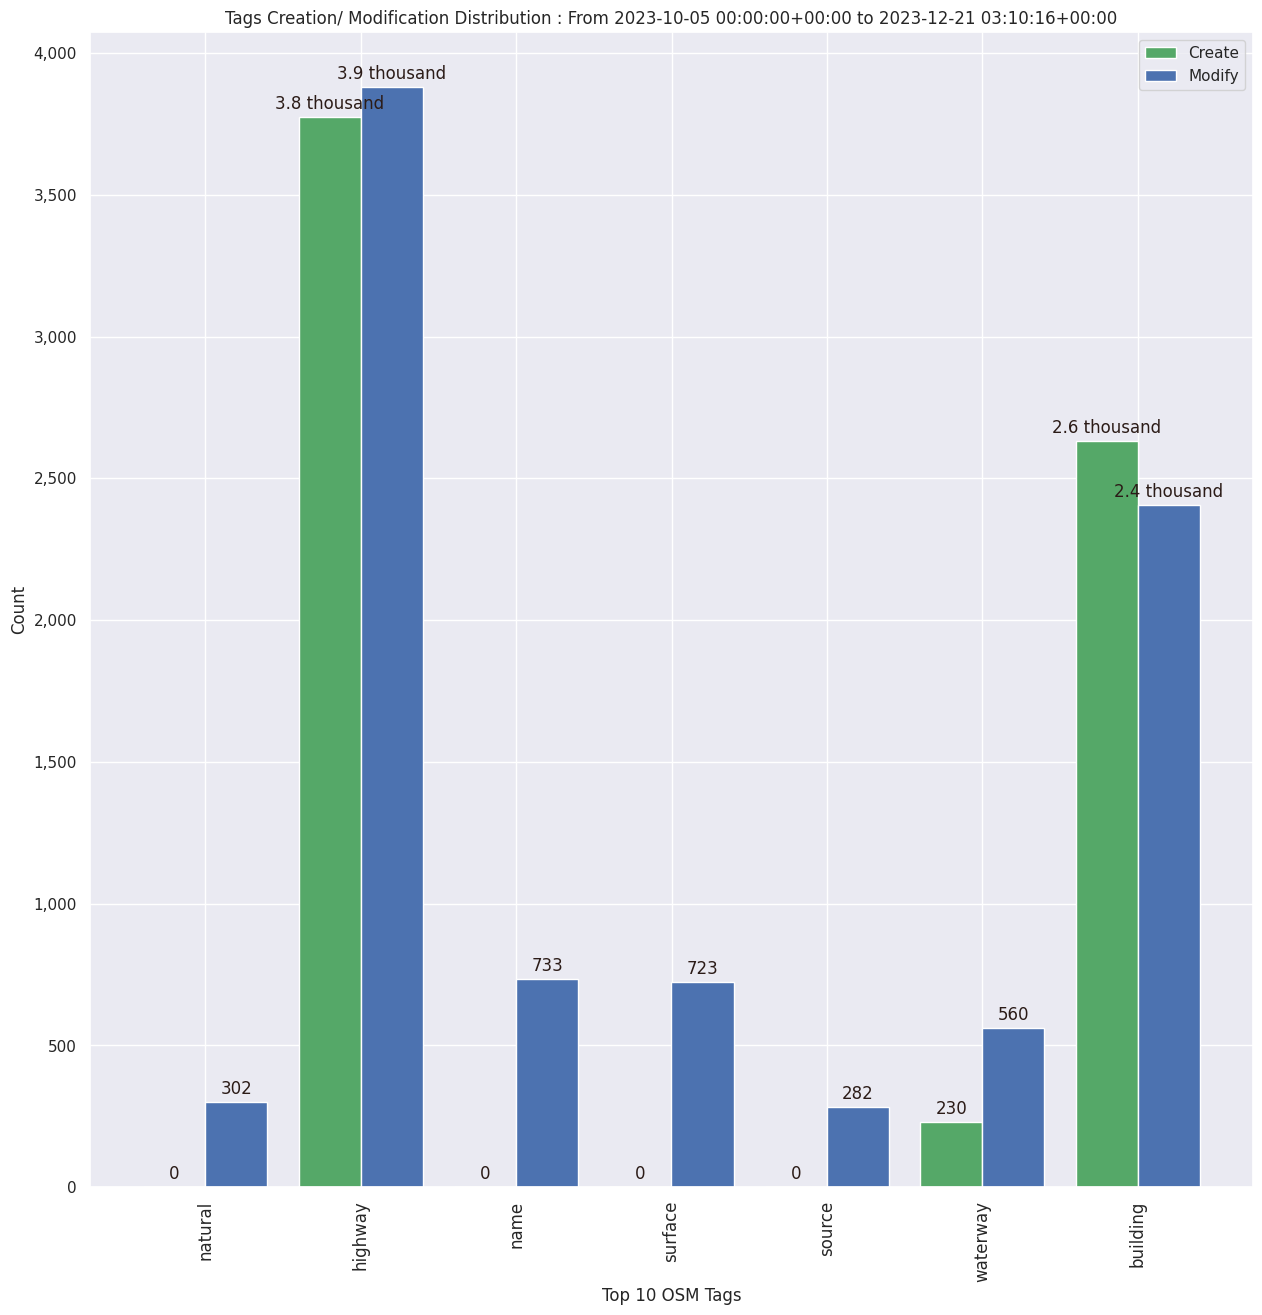 Tags Creation/ Modification Distribution : From 2023-10-05 00:00:00+00:00 to 2023-12-21 03:10:16+00:00
Create
Modify
4,000
3,500
3,000
2,500
2,000
1,500
1,000
500
0
Count
0
302
3.8 thousand
3.9 thousand
0
733
0
723
0
282
230
560
2.6 thousand
2.4 thousand
natural
highway
name
surface
source
waterway
building
Top 10 OSM Tags